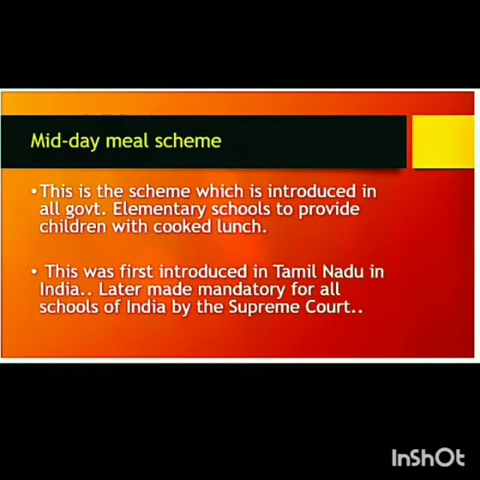 Mid-day meal scheme
•This is the scheme which is introduced in
all govt. Elementary schools to provide
children with cooked lunch.
• This was first introduced in Tamil Nadu in
India.. Later made mandatory for all
schools of India by the Supreme Court..
InShOt